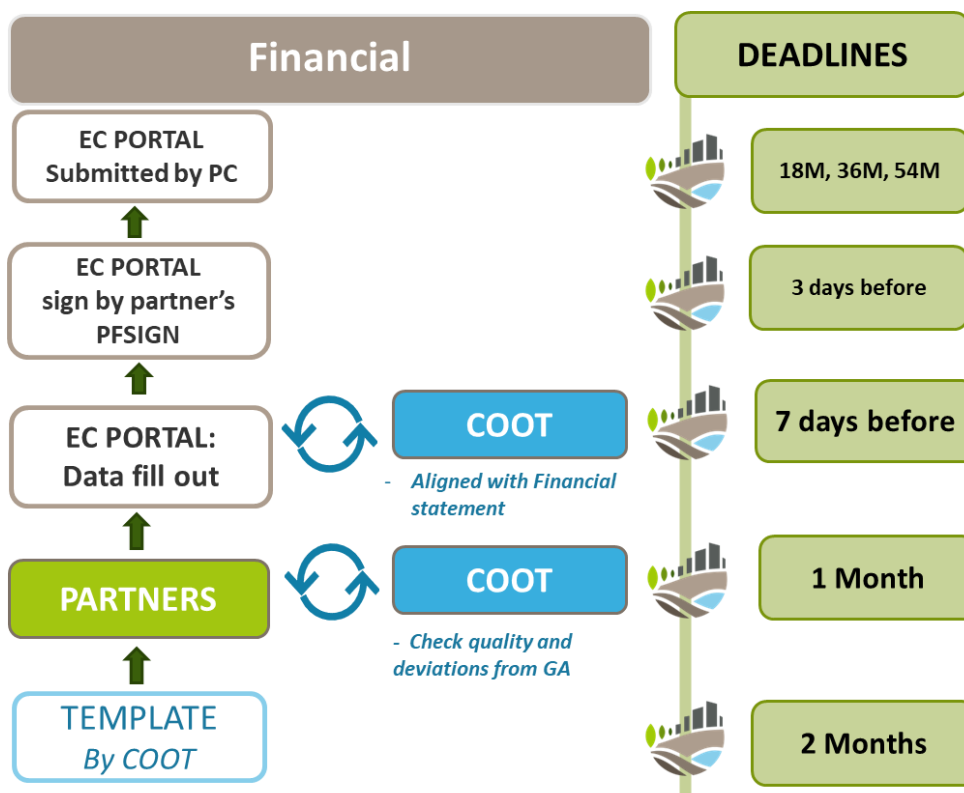 Financial
DEADLINES
EC PORTAL
Submitted by PC
18M, 36M, 54M
EC PORTAL
sign by partner’s
PFSIGN
3 days before
EC PORTAL:
Data fill out
COOT
- Aligned with Financial
statement
7 days before
PARTNERS
COOT
- Check quality and
deviations from GA
1 Month
TEMPLATE
By COOT
2 Months